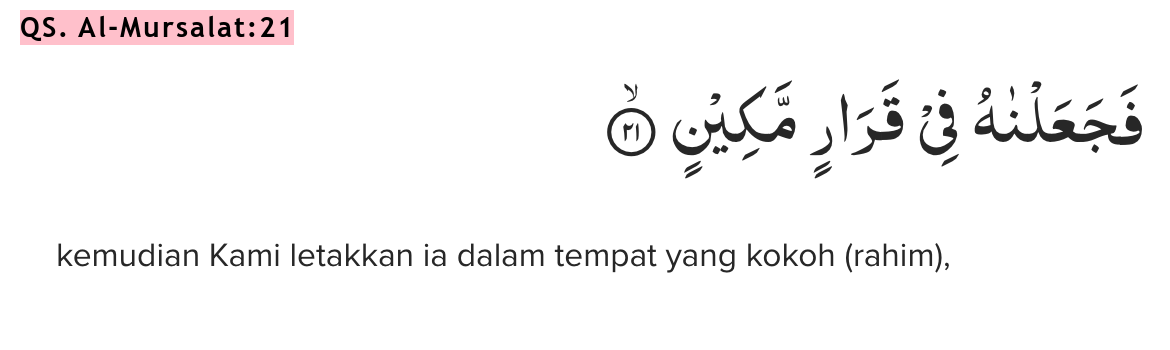 QS. Al-Mursalat:21
فَجَعَلْنٰهُ فِيْ قَرَارٍ مَّكِيْنٍ ۙ ٢١
kemudian Kami letakkan ia dalam tempat yang kokoh (rahim),